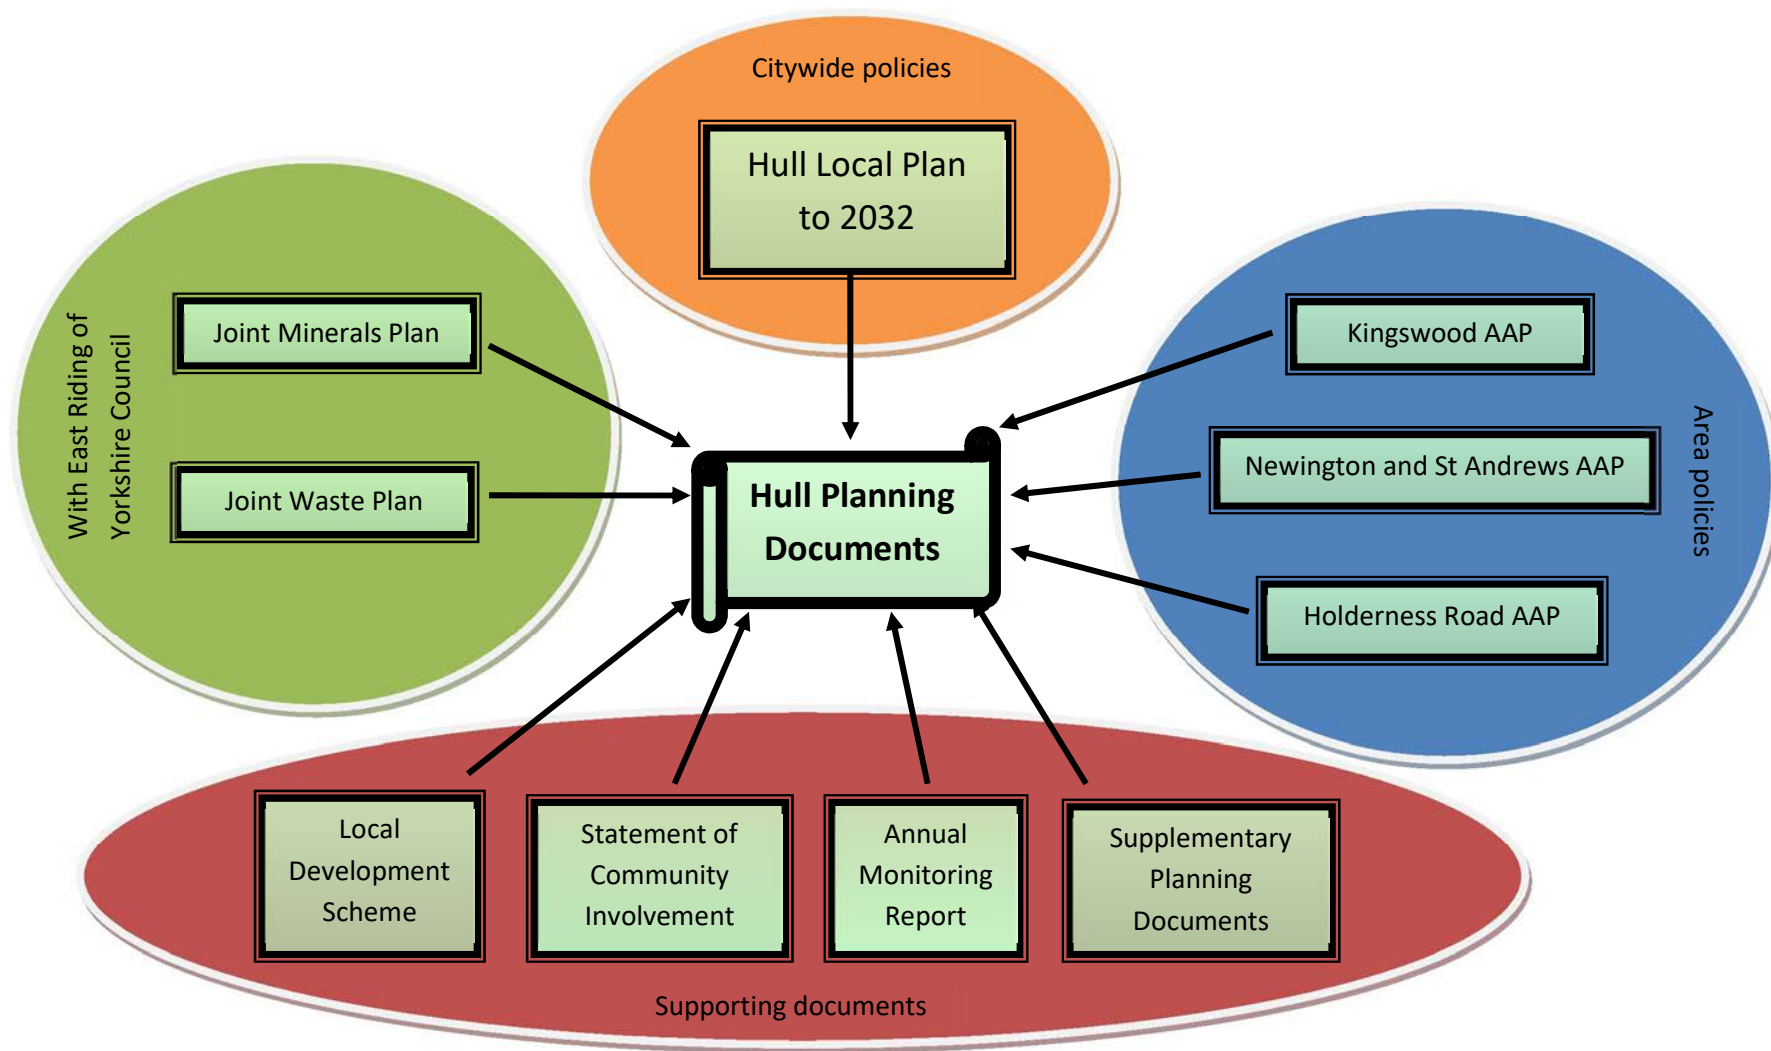 Citywide policies
Hull Local Plan
to 2032
With East Riding of
Yorkshire Council
Joint Minerals Plan
Joint Waste Plan
Hull Planning
Documents
Kingswood AAP
Newington and St Andrews AAP
Holderness Road AAP
Area policies
Local
Development
Scheme
Statement of
Community
Involvement
Annual
Monitoring
Report
Supplementary
Planning
Documents
Supporting documents